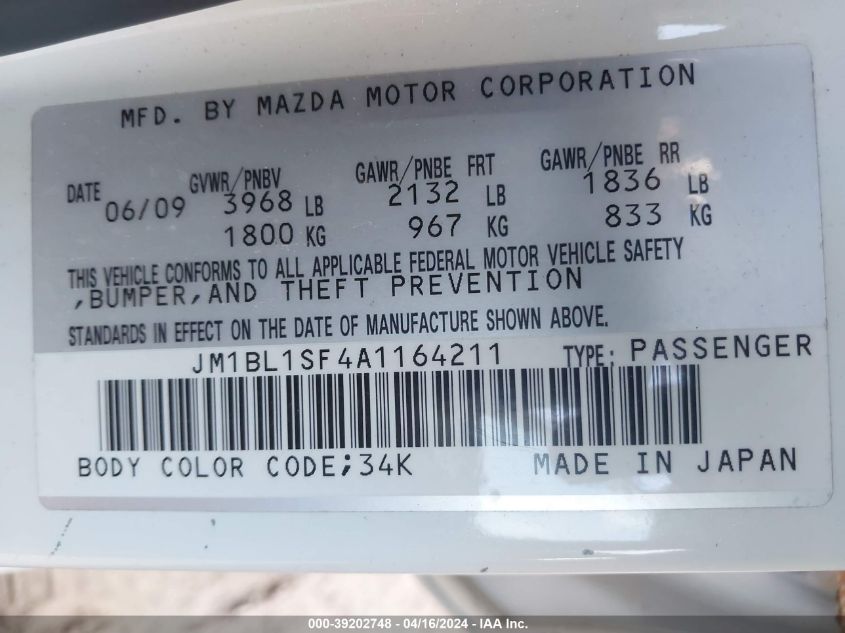 MFD. BY MAZDA MOTOR CORPORATION
DATE GVWR/PNBV GAWR/PNBE FRT GAWR/PNBE RR
06/09 3968 LB 2132 LB 1836 LB
1800 KG 967 KG 833 KG
THIS VEHICLE CONFORMS TO ALL APPLICABLE FEDERAL MOTOR VEHICLE SAFETY
,BUMPER,AND THEFT PREVENTION
STANDARDS IN EFFECT ON THE DATE OF MANUFACTURE SHOWN ABOVE.
JM1BL1SF4A1164211 TYPE: PASSENGER
BODY COLOR CODE;34K MADE IN JAPAN
000-39202748 - 04/16/2024 - IAA Inc.